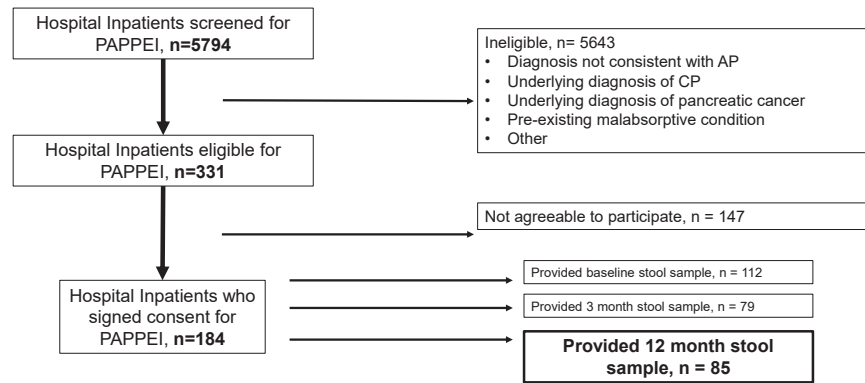 Hospital Inpatients screened for
PAPPEI, n=5794
Ineligible, n= 5643
• Diagnosis not consistent with AP
• Underlying diagnosis of CP
• Underlying diagnosis of pancreatic cancer
• Pre-existing malabsorptive condition
• Other
Hospital Inpatients eligible for
PAPPEI, n=331
Not agreeable to participate, n = 147
Hospital Inpatients who
signed consent for
PAPPEI, n=184
Provided baseline stool sample, n = 112
Provided 3 month stool sample, n = 79
Provided 12 month stool
sample, n = 85